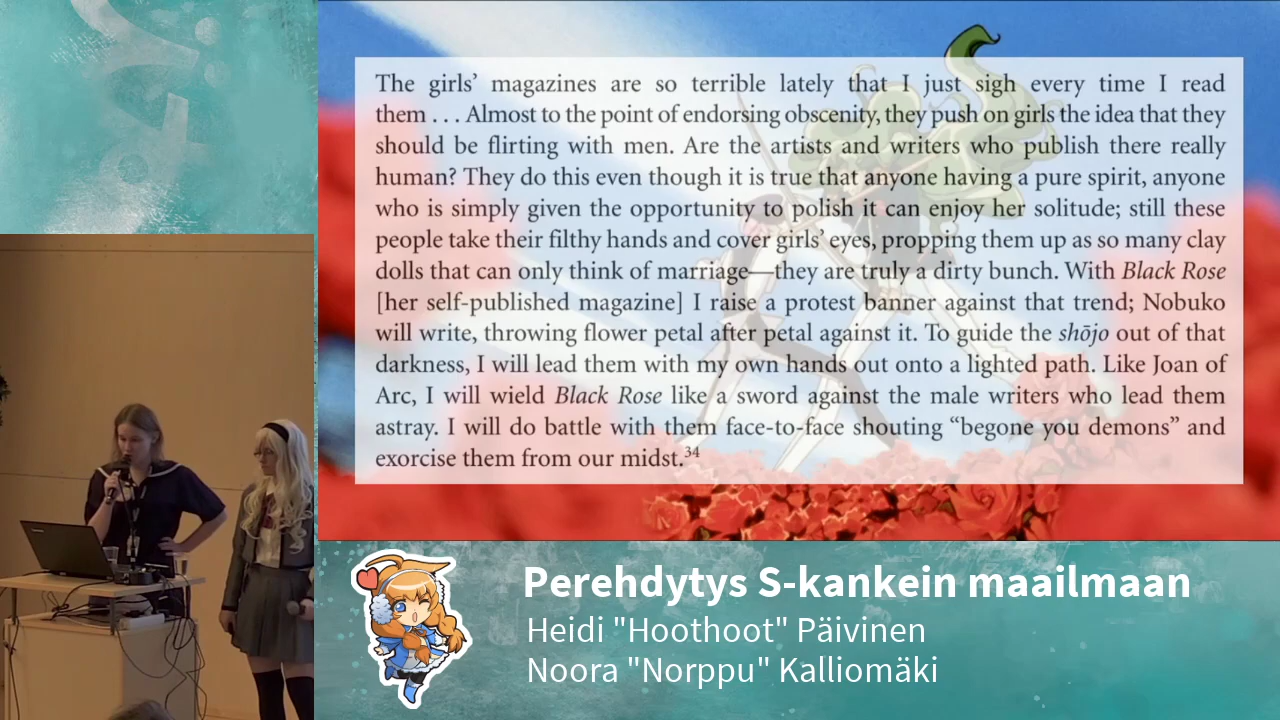 The girls’ magazines are so terrible lately that I just sigh every time I read
them . . . Almost to the point of endorsing obscenity, they push on girls the idea that they
should be flirting with men. Are the artists and writers who publish there really
human? They do this even though it is true that anyone having a pure spirit, anyone
who is simply given the opportunity to polish it can enjoy her solitude; still these
people take their filthy hands and cover girls’ eyes, propping them up as so many clay
dolls that can only think of marriage—they are truly a dirty bunch. With Black Rose
[her self-published magazine] I raise a protest banner against that trend; Nobuko
will write, throwing flower petal after petal against it. To guide the shōjo out of that
darkness, I will lead them with my own hands out onto a lighted path. Like Joan of
Arc, I will wield Black Rose like a sword against the male writers who lead them
astray. I will do battle with them face-to-face shouting “begone you demons” and
exorcise them from our midst.34
Perehdytys S-kankein maailmaan
Heidi "Hoothoot" Päivinen
Noora "Norppu" Kalliomäki